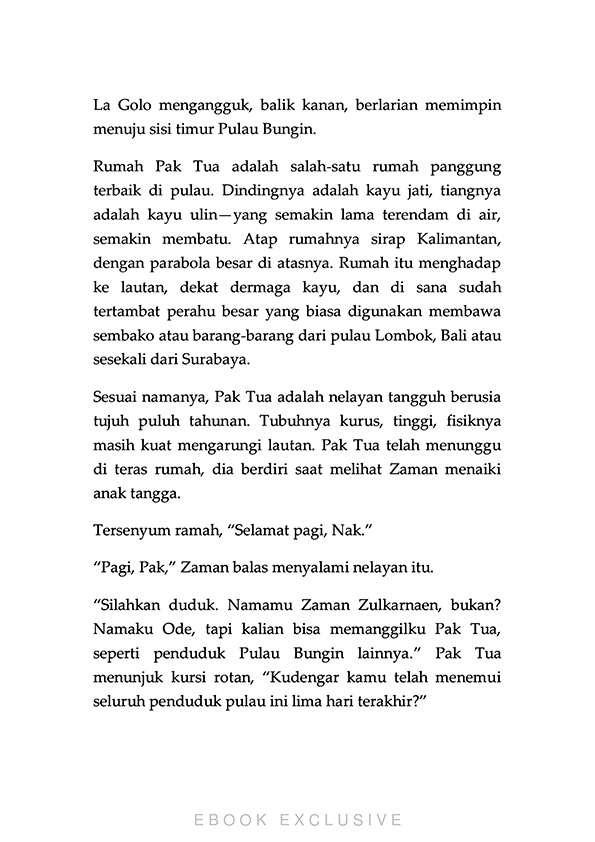 La Golo mengangguk, balik kanan, berlarian memimpin
menuju sisi timur Pulau Bungin.
Rumah Pak Tua adalah salah-satu rumah panggung
terbaik di pulau. Dindingnya adalah kayu jati, tiangnya
adalah kayu ulin—yang semakin lama terendam di air,
semakin membatu. Atap rumahnya sirap Kalimantan,
dengan parabola besar di atasnya. Rumah itu menghadap
ke lautan, dekat dermaga kayu, dan di sana sudah
tertambat perahu besar yang biasa digunakan membawa
sembako atau barang-barang dari pulau Lombok, Bali atau
sesekali dari Surabaya.
Sesuai namanya, Pak Tua adalah nelayan tangguh berusia
tujuh puluh tahunan. Tubuhnya kurus, tinggi, fisiknya
masih kuat mengarungi lautan. Pak Tua telah menunggu
di teras rumah, dia berdiri saat melihat Zaman menaiki
anak tangga.
Tersenyum ramah, “Selamat pagi, Nak.”
“Pagi, Pak,” Zaman balas menyalami nelayan itu.
“Silahkan duduk. Namamu Zaman Zulkarnaen, bukan?
Namaku Ode, tapi kalian bisa memanggilku Pak Tua,
seperti penduduk Pulau Bungin lainnya.” Pak Tua
menunjuk kursi rotan, “Kudengar kamu telah menemui
seluruh penduduk pulau ini lima hari terakhir?”
EBOOK EXCLUSIVE